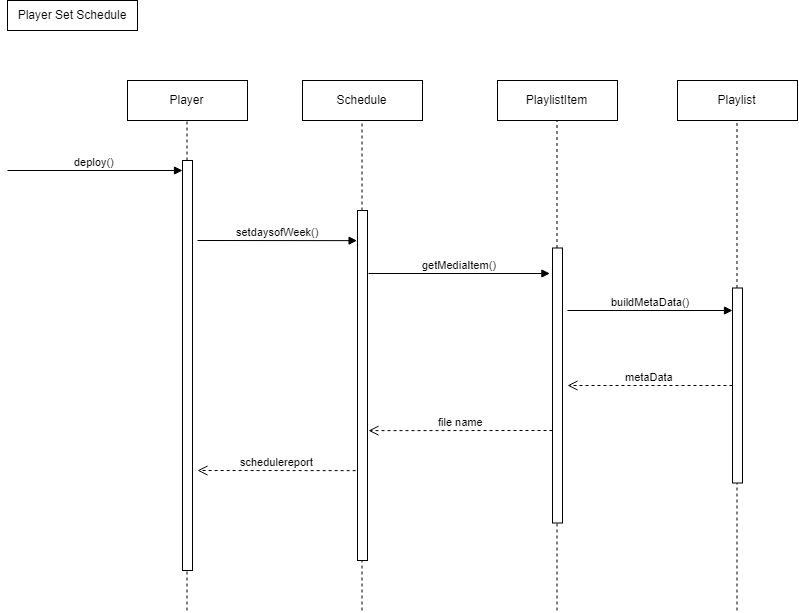 Player Set Schedule
Player
Schedule
PlaylistItem
Playlist
deploy()
setdaysofWeek()
getMediaItem()
buildMetaData()
metaData
file name
schedulereport